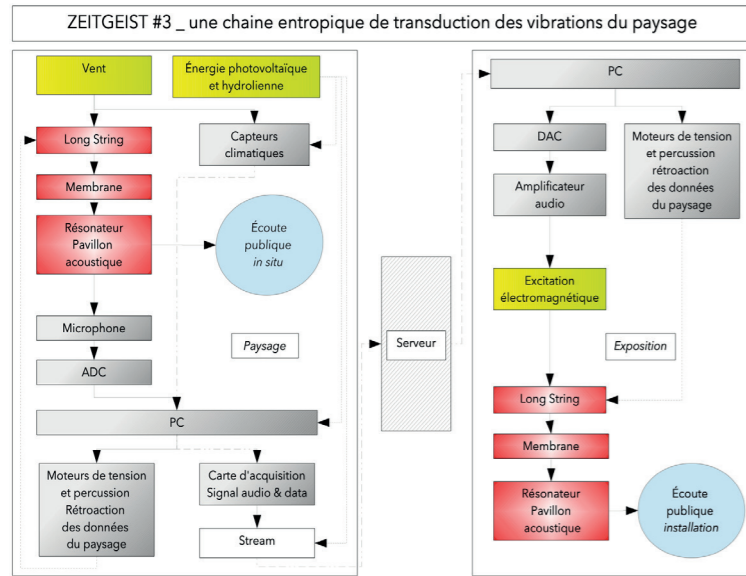 ZEITGEIST #3 _ une chaine entropique de transduction des vibrations du paysage
Vent
Énergie photovoltaïque
et hydrolienne
Long String
Capteurs
climatiques
Membrane
Résonateur
Pavillon
acoustique
Écoute
publique
in situ
Microphone
Paysage
ADC
PC
Moteurs de tension
et percussion
Rétroaction
des données
du paysage
Carte d'acquisition
Signal audio & data
Stream
Serveur
PC
DAC
Moteurs de tension
et percussion
rétroaction
des données
du paysage
Amplificateur
audio
Excitation
électromagnétique
Exposition
Long String
Membrane
Résonateur
Pavillon
acoustique
Écoute
publique
installation